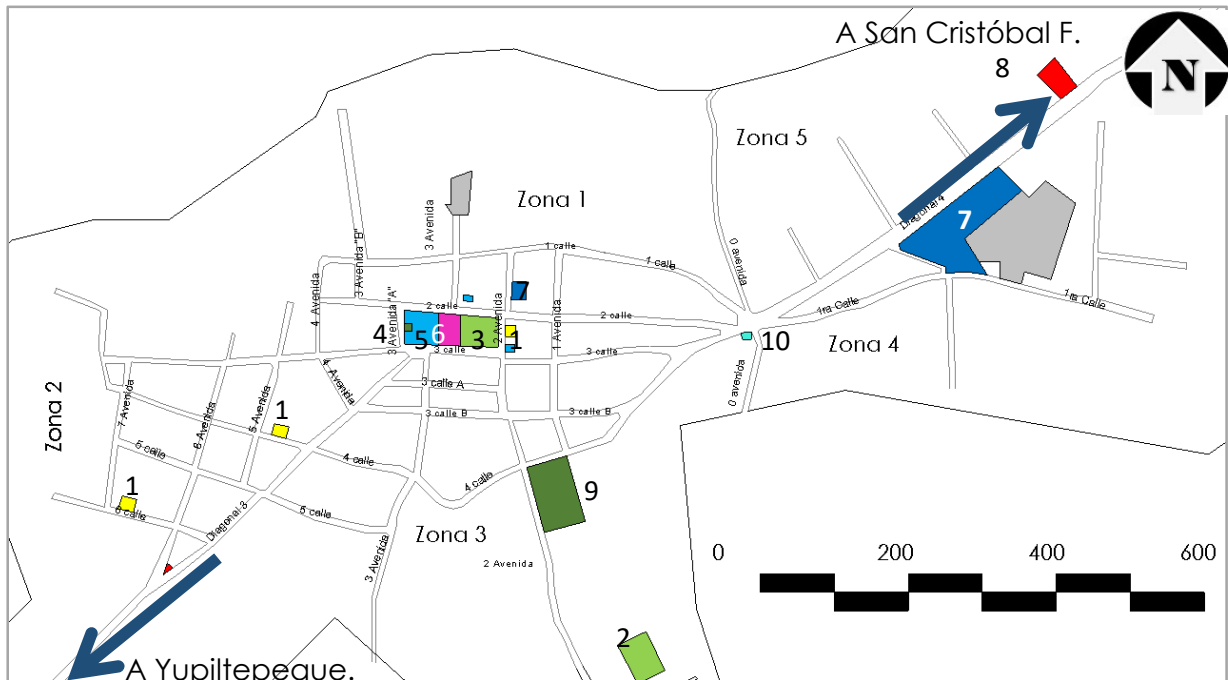 A San Cristóbal F.
N
8
Zona 5
Zona 1
Diagonal 4
7
3 Avenida
3 Avenida "B"
1 calle
1 calle
0 avenida
4 Avenida
7
1ra Calle
1ra Calle
3 Avenida "A"
2 calle
2 calle
2 Avenida
1 Avenida
4
5
6
3
1
10
Zona 4
3 calle
3 calle
4 Avenida
3 calle A
0 avenida
Zona 2
7 Avenida
6 Avenida
5 Avenida
1
3 calle B
3 calle B
5 calle
4 calle
4 calle
1
9
6 calle
Diagonal 3
5 calle
Zona 3
3 Avenida
2 Avenida
0 200 400 600
2
A Yupiltepeque.